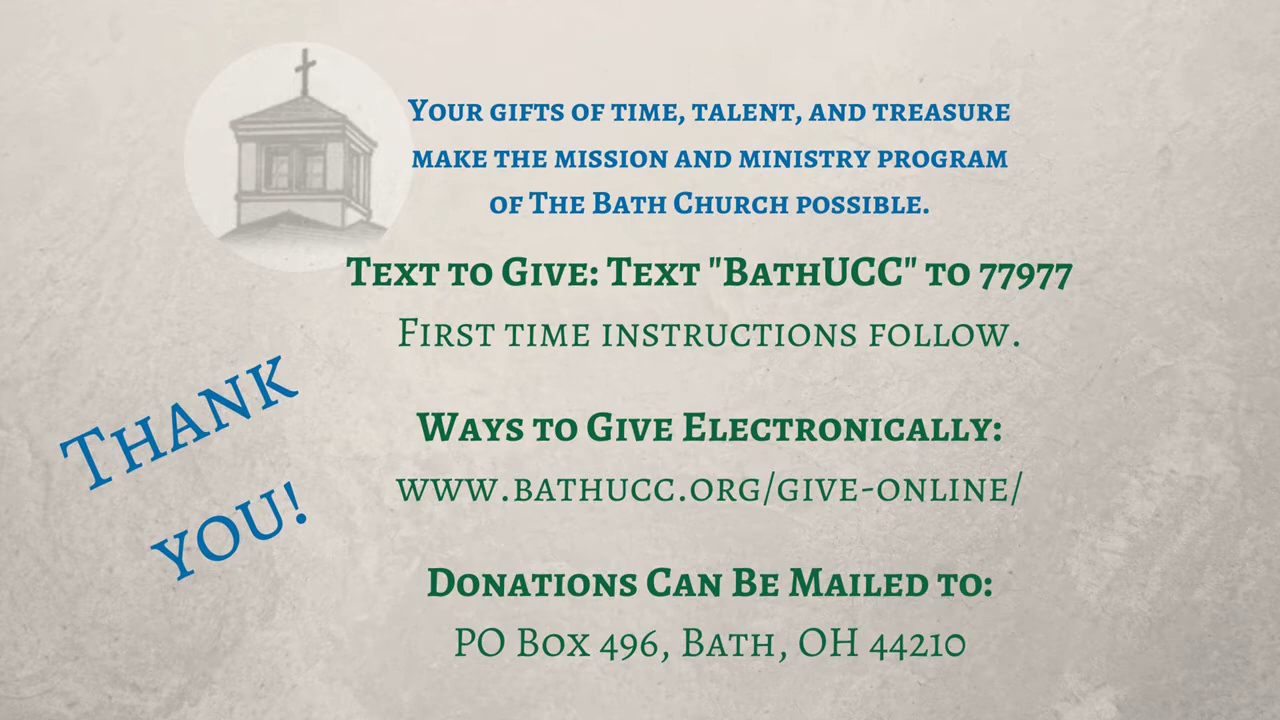 Your gifts of time, talent, and treasure
make the mission and ministry program
of The Bath Church possible.
Text to Give: Text "BathUCC" to 77977
First time instructions follow.
Thank
you!
Ways to Give Electronically:
www.bathucc.org/give-online/
Donations Can Be Mailed to:
PO Box 496, Bath, OH 44210